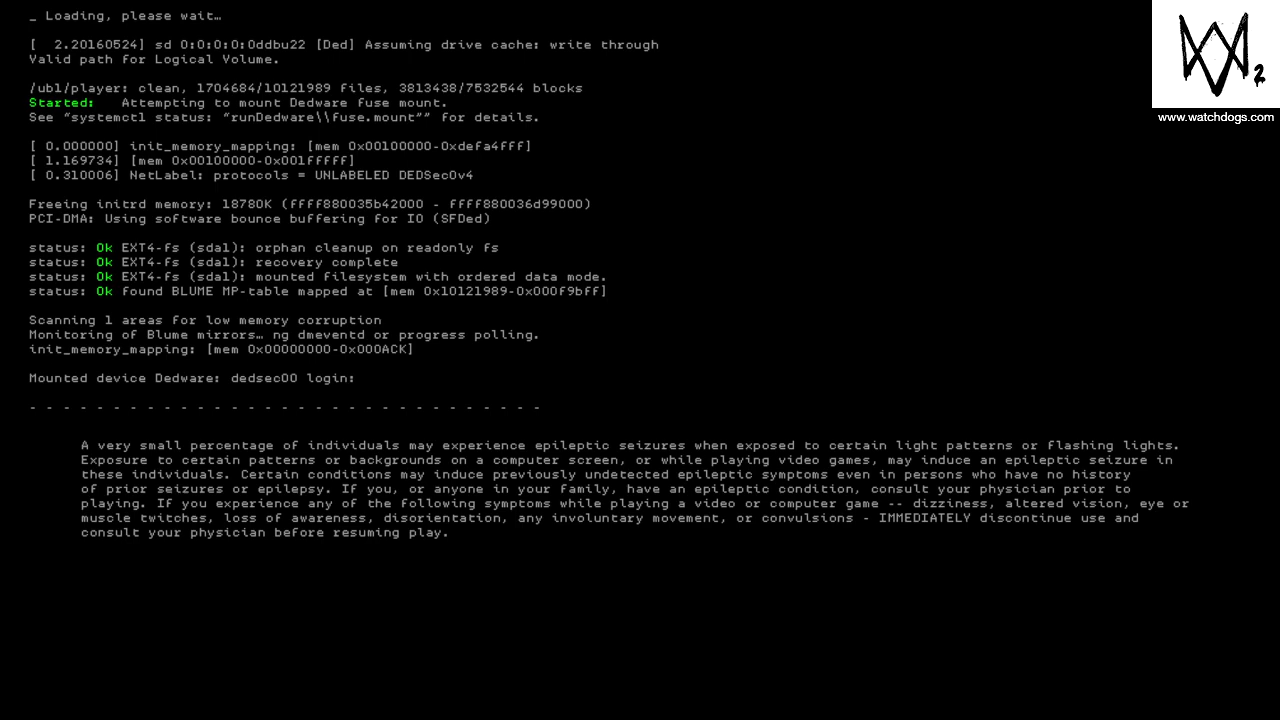 _ Loading, please wait…
[  2.20160524] sd 0:0:0:0:0ddbu22 [Ded] Assuming drive cache: write through
Valid path for Logical Volume.
/ubl/player: clean, 1704684/10121989 files, 3813438/7532544 blocks
Started:   Attempting to mount Dedware fuse mount.
See “systemctl status: “runDedware\\fuse.mount”” for details.
[ 0.000000] init_memory_mapping: [mem 0x00100000-0xdefa4fff]
[ 1.169734] [mem 0x00100000-0x001fffff]
[ 0.310006] NetLabel: protocols = UNLABELED DEDSec0v4
Freeing initrd memory: 18780K (ffff880035b42000 - ffff880036d99000)
PCI-DMA: Using software bounce buffering for IO (SFDed)
status: Ok EXT4-fs (sda1): orphan cleanup on readonly fs
status: Ok EXT4-fs (sda1): recovery complete
status: Ok EXT4-fs (sda1): mounted filesystem with ordered data mode.
status: Ok found BLUME MP-table mapped at [mem 0x10121989-0x000f9bff]
Scanning 1 areas for low memory corruption
Monitoring of Blume mirrors… ng dmeventd or progress polling.
init_memory_mapping: [mem 0x00000000-0x000ACK]
Mounted device Dedware: dedsec00 login:
- - - - - - - - - - - - - - - - - - - - - - - - - - - - - - -
A very small percentage of individuals may experience epileptic seizures when exposed to certain light patterns or flashing lights.
Exposure to certain patterns or backgrounds on a computer screen, or while playing video games, may induce an epileptic seizure in
these individuals. Certain conditions may induce previously undetected epileptic symptoms even in persons who have no history
of prior seizures or epilepsy. If you, or anyone in your family, have an epileptic condition, consult your physician prior to
playing. If you experience any of the following symptoms while playing a video or computer game -- dizziness, altered vision, eye or
muscle twitches, loss of awareness, disorientation, any involuntary movement, or convulsions - IMMEDIATELY discontinue use and
consult your physician before resuming play.
2
www.watchdogs.com